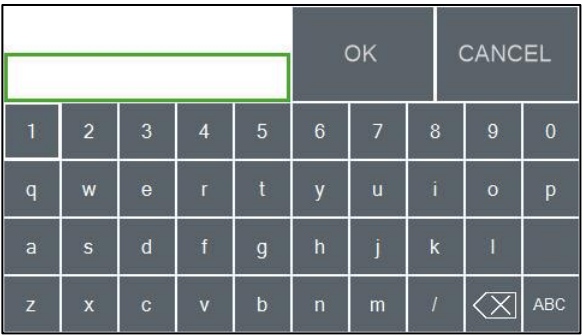 OK CANCEL
1 2 3 4 5 6 7 8 9 0
q w e r t y u i o p
a s d f g h j k l
z x c v b n m / ABC